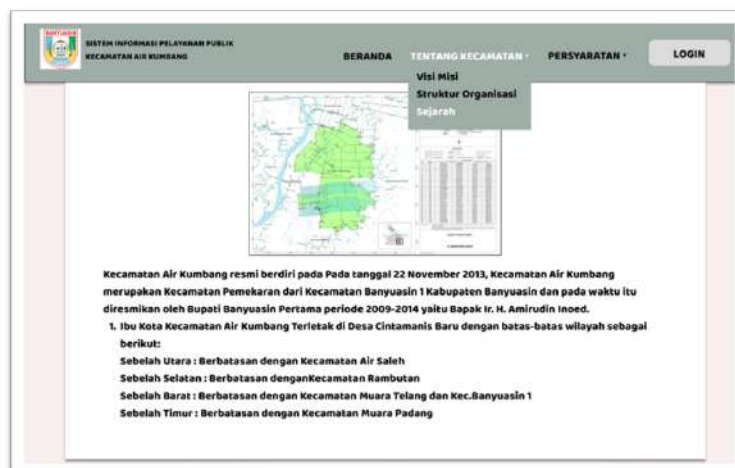 BANYUASIN
SISTEM INFORMASI PELAYANAN PUBLIK
KECAMATAN AIR KUMBANG
BERANDA
TENTANG KECAMATAN
PERSYARATAN
LOGIN
Visi Misi
Struktur Organisasi
Sejarah
Kecamatan Air Kumbang resmi berdiri pada Pada tanggal 22 November 2013, Kecamatan Air Kumbang
merupakan Kecamatan Pemekaran dari Kecamatan Banyuasin 1 Kabupaten Banyuasin dan pada waktu itu
diresmikan oleh Bupati Banyuasin Pertama periode 2009-2014 yaitu Bapak Ir. H. Amirudin Inoed.
1. Ibu Kota Kecamatan Air Kumbang Terletak di Desa Cintamanis Baru dengan batas-batas wilayah sebagai
berikut:
Sebelah Utara : Berbatasan dengan Kecamatan Air Saleh
Sebelah Selatan : Berbatasan denganKecamatan Rambutan
Sebelah Barat : Berbatasan dengan Kecamatan Muara Telang dan Kec.Banyuasin 1
Sebelah Timur : Berbatasan dengan Kecamatan Muara Padang